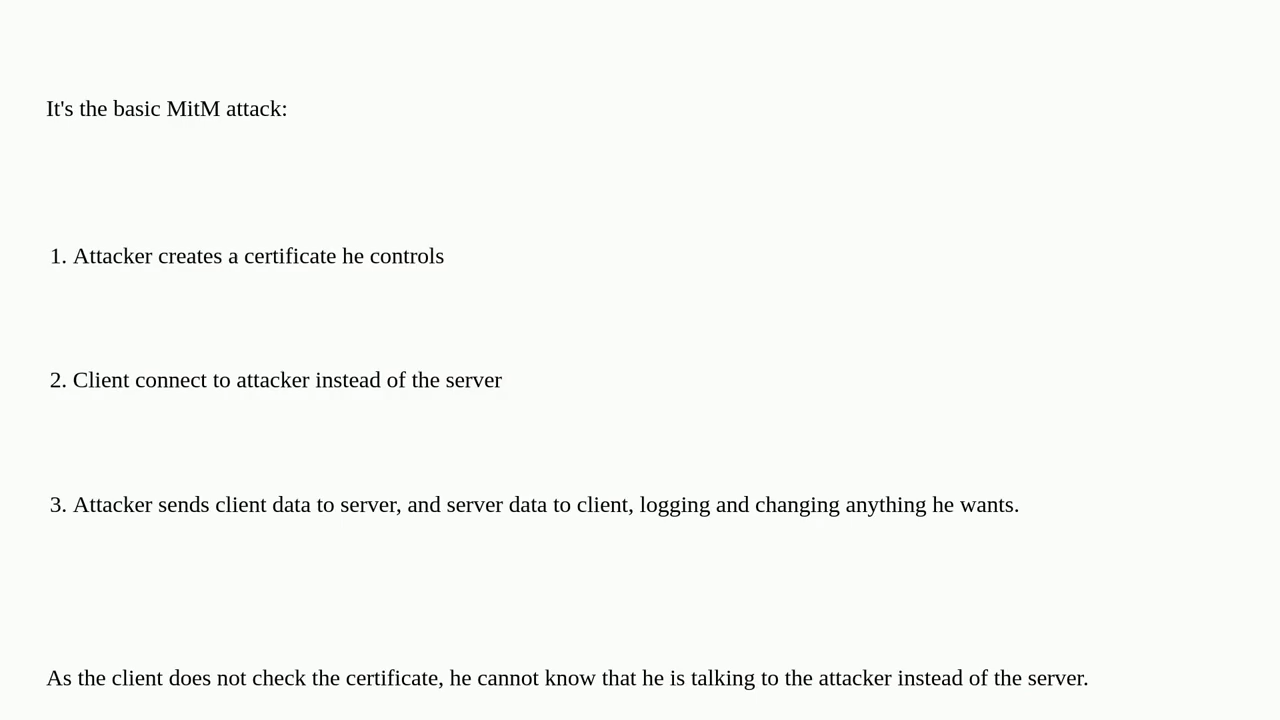 It's the basic MitM attack:
1. Attacker creates a certificate he controls
2. Client connect to attacker instead of the server
3. Attacker sends client data to server, and server data to client, logging and changing anything he wants.
As the client does not check the certificate, he cannot know that he is talking to the attacker instead of the server.